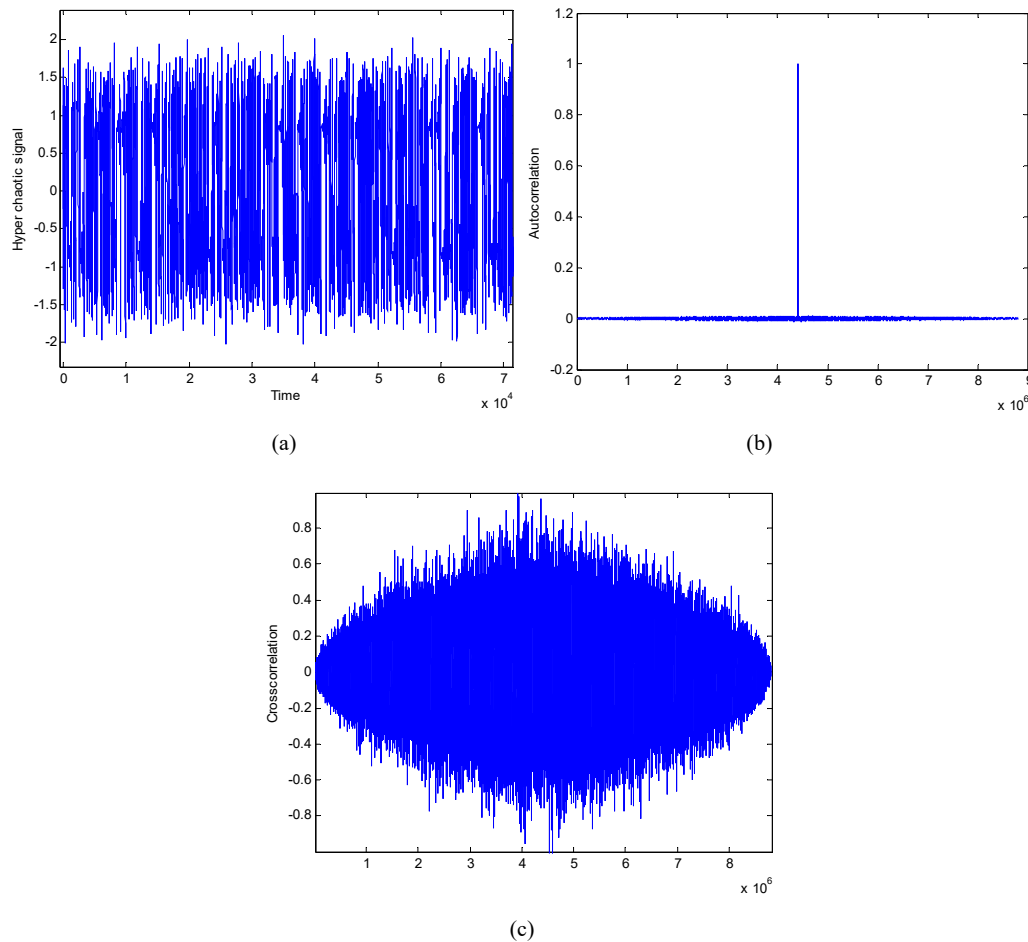 Hyper chaotic signal
2
1.5
1
0.5
0
-0.5
-1
-1.5
-2
0 1 2 3 4 5 6 7
Time
x 10^4
(a)
Autocorrelation
1.2
1
0.8
0.6
0.4
0.2
0
-0.2
0 1 2 3 4 5 6 7 8 9
x 10^6
(b)
Crosscorrelation
0.8
0.6
0.4
0.2
0
-0.2
-0.4
-0.6
-0.8
1 2 3 4 5 6 7 8
x 10^6
(c)